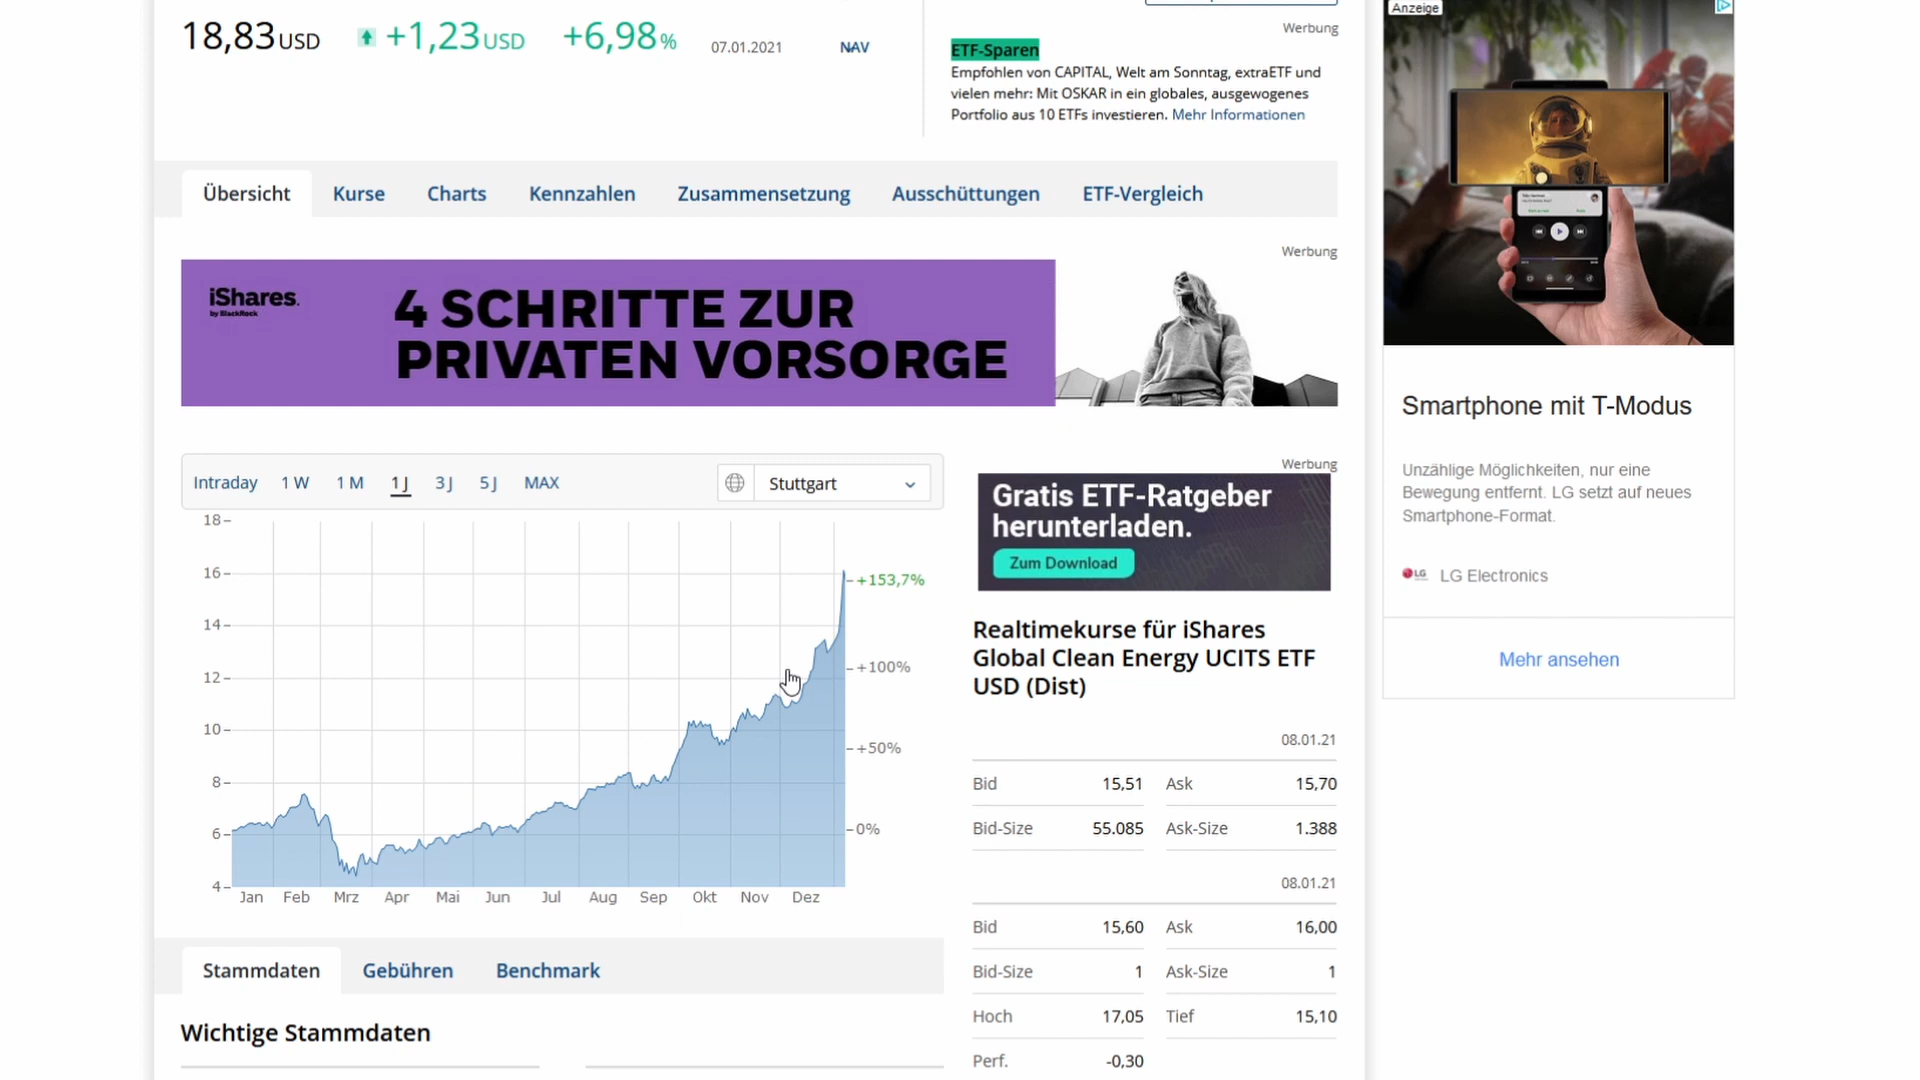 18,83 USD +1,23 USD +6,98 % 07.01.2021 NAV
Werbung
ETF-Sparen
Empfohlen von CAPITAL, Welt am Sonntag, extraETF und
vielen mehr: Mit OSKAR in ein globales, ausgewogenes
Portfolio aus 10 ETFs investieren. Mehr Informationen
Übersicht Kurse Charts Kennzahlen Zusammensetzung Ausschüttungen ETF-Vergleich
Werbung
iShares.
by BlackRock
4 SCHRITTE ZUR
PRIVATEN VORSORGE
Intraday 1 W 1 M 1 J 3 J 5 J MAX Stuttgart
18
16
14
12
10
8
6
4
+153,7%
+100%
+50%
0%
Jan Feb Mrz Apr Mai Jun Jul Aug Sep Okt Nov Dez
Stammdaten Gebühren Benchmark
Wichtige Stammdaten
Werbung
Gratis ETF-Ratgeber
herunterladen.
Zum Download
Realtimekurse für iShares
Global Clean Energy UCITS ETF
USD (Dist)
08.01.21
Bid 15,51 Ask 15,70
Bid-Size 55.085 Ask-Size 1.388
08.01.21
Bid 15,60 Ask 16,00
Bid-Size 1 Ask-Size 1
Hoch 17,05 Tief 15,10
Perf. -0,30
Anzeige
Smartphone mit T-Modus
Unzählige Möglichkeiten, nur eine
Bewegung entfernt. LG setzt auf neues
Smartphone-Format.
LG LG Electronics
Mehr ansehen